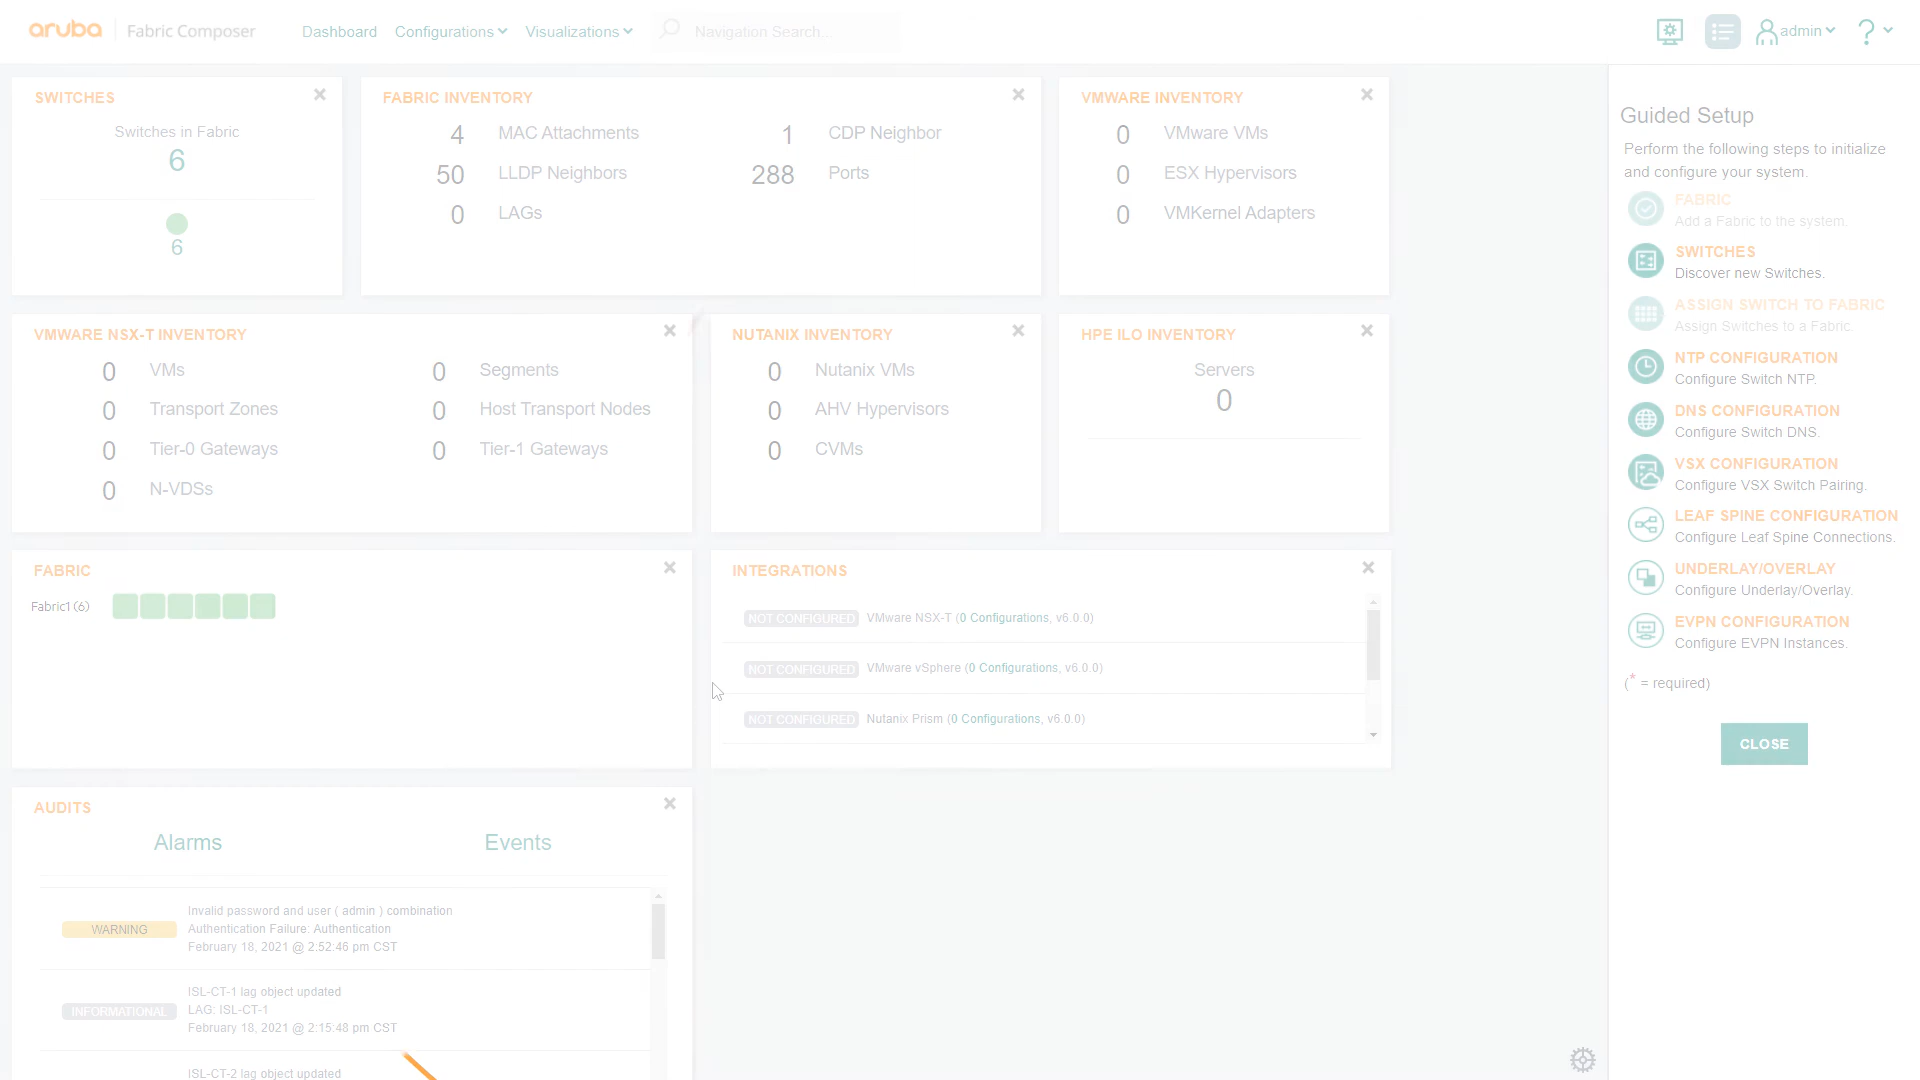 aruba Fabric Composer Dashboard Configurations Visualizations Navigation Search... admin ?
SWITCHES
Switches in Fabric
6
6
FABRIC INVENTORY
4 MAC Attachments 1 CDP Neighbor
50 LLDP Neighbors 288 Ports
0 LAGs
VMWARE INVENTORY
0 VMware VMs
0 ESX Hypervisors
0 VMKernel Adapters
VMWARE NSX-T INVENTORY
0 VMs 0 Segments
0 Transport Zones 0 Host Transport Nodes
0 Tier-0 Gateways 0 Tier-1 Gateways
0 N-VDSs
NUTANIX INVENTORY
0 Nutanix VMs
0 AHV Hypervisors
0 CVMs
HPE ILO INVENTORY
Servers
0
FABRIC
Fabric1 (6)
INTEGRATIONS
NOT CONFIGURED VMware NSX-T (0 Configurations, v6.0.0)
NOT CONFIGURED VMware vSphere (0 Configurations, v6.0.0)
NOT CONFIGURED Nutanix Prism (0 Configurations, v6.0.0)
AUDITS
Alarms Events
WARNING
Invalid password and user ( admin ) combination
Authentication Failure: Authentication
February 18, 2021 @ 2:52:46 pm CST
INFORMATIONAL
ISL-CT-1 lag object updated
LAG: ISL-CT-1
February 18, 2021 @ 2:15:48 pm CST
ISL-CT-2 lag object updated
Guided Setup
Perform the following steps to initialize
and configure your system.
FABRIC
Add a Fabric to the system.
SWITCHES
Discover new Switches.
ASSIGN SWITCH TO FABRIC
Assign Switches to a Fabric.
NTP CONFIGURATION
Configure Switch NTP.
DNS CONFIGURATION
Configure Switch DNS.
VSX CONFIGURATION
Configure VSX Switch Pairing.
LEAF SPINE CONFIGURATION
Configure Leaf Spine Connections.
UNDERLAY/OVERLAY
Configure Underlay/Overlay.
EVPN CONFIGURATION
Configure EVPN Instances.
(* = required)
CLOSE